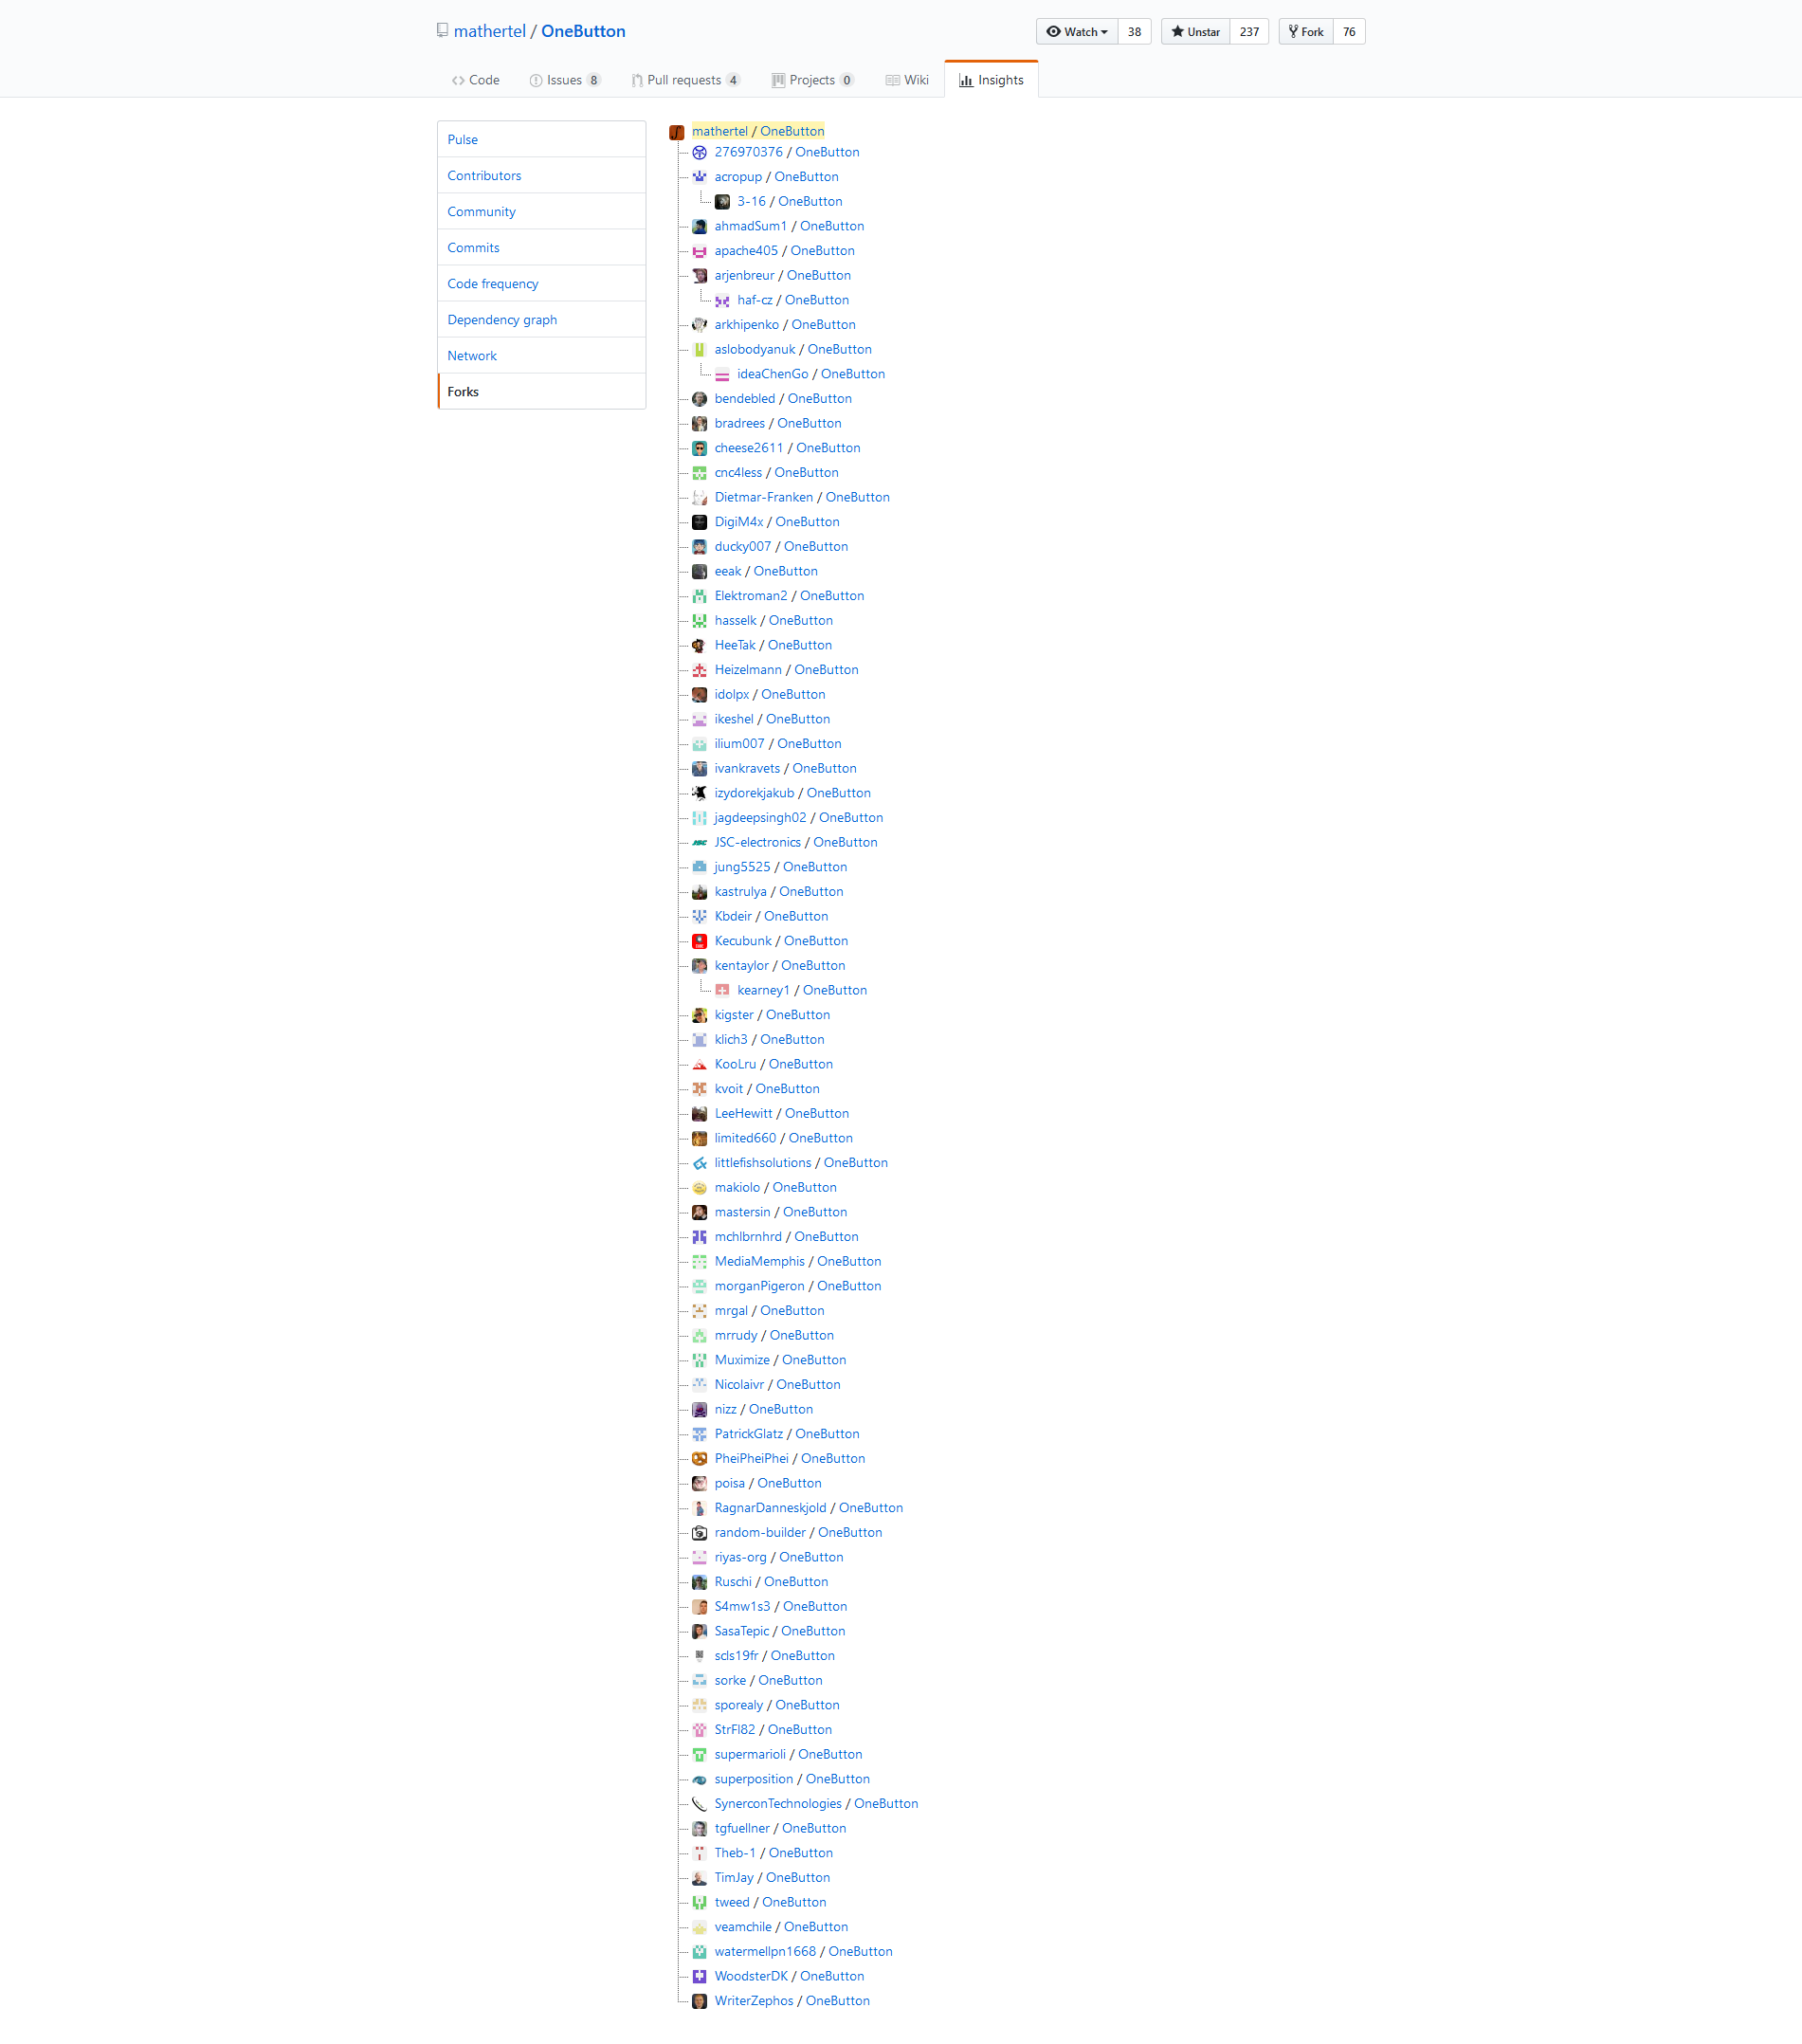 mathertel / OneButton
Watch 38 Unstar 237 Fork 76
Code Issues 8 Pull requests 4 Projects 0 Wiki Insights
Pulse
Contributors
Community
Commits
Code frequency
Dependency graph
Network
Forks
mathertel / OneButton
276970376 / OneButton
acropup / OneButton
3-16 / OneButton
ahmadSum1 / OneButton
apache405 / OneButton
arjenbreur / OneButton
haf-cz / OneButton
arkhipenko / OneButton
aslobodyanuk / OneButton
ideaChenGo / OneButton
bendebled / OneButton
bradrees / OneButton
cheese2611 / OneButton
cnc4less / OneButton
Dietmar-Franken / OneButton
DigiM4x / OneButton
ducky007 / OneButton
eeak / OneButton
Elektroman2 / OneButton
hasselk / OneButton
HeeTak / OneButton
Heizelmann / OneButton
idolpx / OneButton
ikeshel / OneButton
ilium007 / OneButton
ivankravets / OneButton
izydorekjakub / OneButton
jagdeepsingh02 / OneButton
JSC-electronics / OneButton
jung5525 / OneButton
kastrulya / OneButton
Kbdeir / OneButton
Kecubunk / OneButton
kentaylor / OneButton
kearney1 / OneButton
kigster / OneButton
klich3 / OneButton
KooLru / OneButton
kvoit / OneButton
LeeHewitt / OneButton
limited660 / OneButton
littlefishsolutions / OneButton
makiolo / OneButton
mastersin / OneButton
mchlbrnhrd / OneButton
MediaMemphis / OneButton
morganPigeron / OneButton
mrgal / OneButton
mrrudy / OneButton
Muximize / OneButton
Nicolaivr / OneButton
nizz / OneButton
PatrickGlatz / OneButton
PheiPheiPhei / OneButton
poisa / OneButton
RagnarDanneskjold / OneButton
random-builder / OneButton
riyas-org / OneButton
Ruschi / OneButton
S4mw1s3 / OneButton
SasaTepic / OneButton
scls19fr / OneButton
sorke / OneButton
sporealy / OneButton
StrFl82 / OneButton
supermarioli / OneButton
superposition / OneButton
SynerconTechnologies / OneButton
tgfuellner / OneButton
Theb-1 / OneButton
TimJay / OneButton
tweed / OneButton
veamchile / OneButton
watermellpn1668 / OneButton
WoodsterDK / OneButton
WriterZephos / OneButton